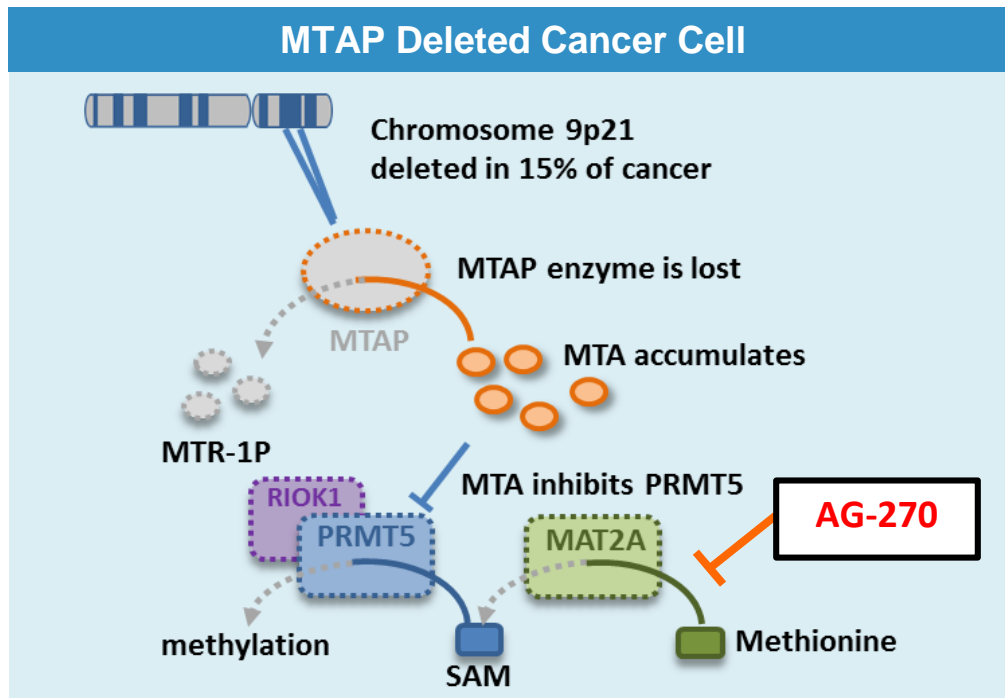 MTAP Deleted Cancer Cell
Chromosome 9p21
deleted in 15% of cancer
MTAP enzyme is lost
MTAP
MTA accumulates
MTR-1P
MTA inhibits PRMT5
RIOK1
AG-270
PRMT5
MAT2A
methylation
Methionine
SAM